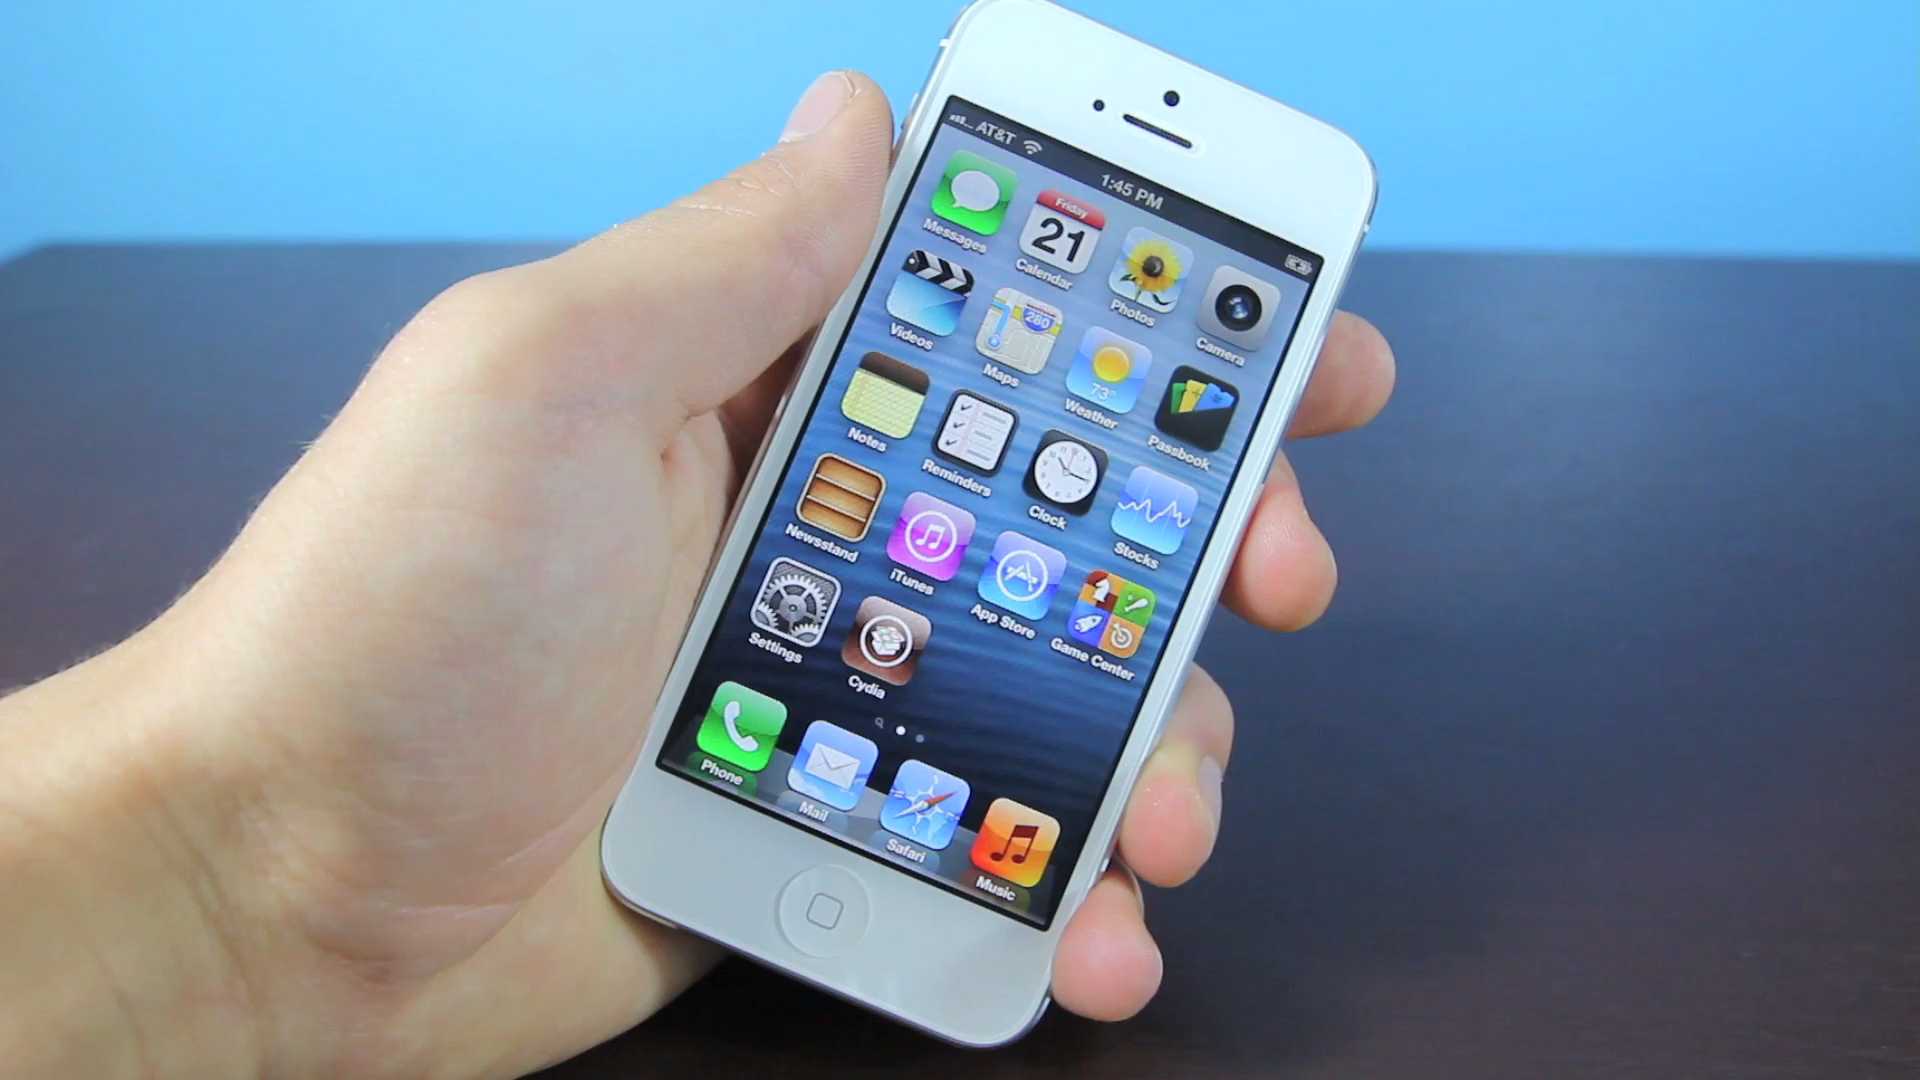 AT&T
1:45 PM
Messages
Friday
21
Calendar
Photos
Camera
Videos
280
Maps
73°
Weather
Passbook
Notes
Reminders
Clock
Stocks
Newsstand
iTunes
App Store
Game Center
Settings
Cydia
Phone
Mail
Safari
Music